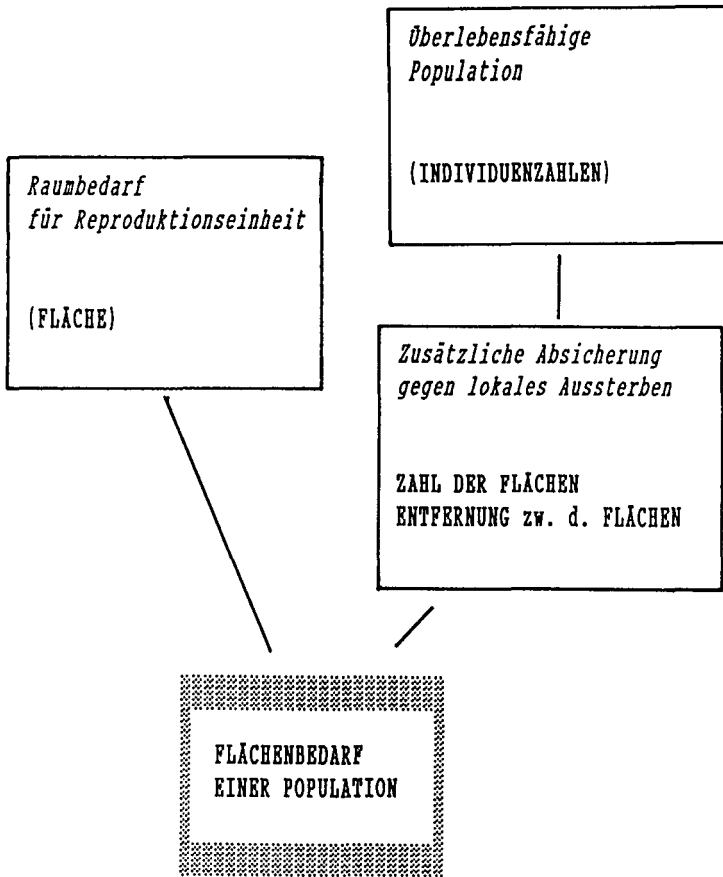 Überlebensfähige
Population
(INDIVIDUENZAHLEN)
Raumbedarf
für Reproduktionseinheit
(FLÄCHE)
Zusätzliche Absicherung
gegen lokales Aussterben
ZAHL DER FLÄCHEN
ENTFERNUNG zw. d. FLÄCHEN
FLÄCHENBEDARF
EINER POPULATION